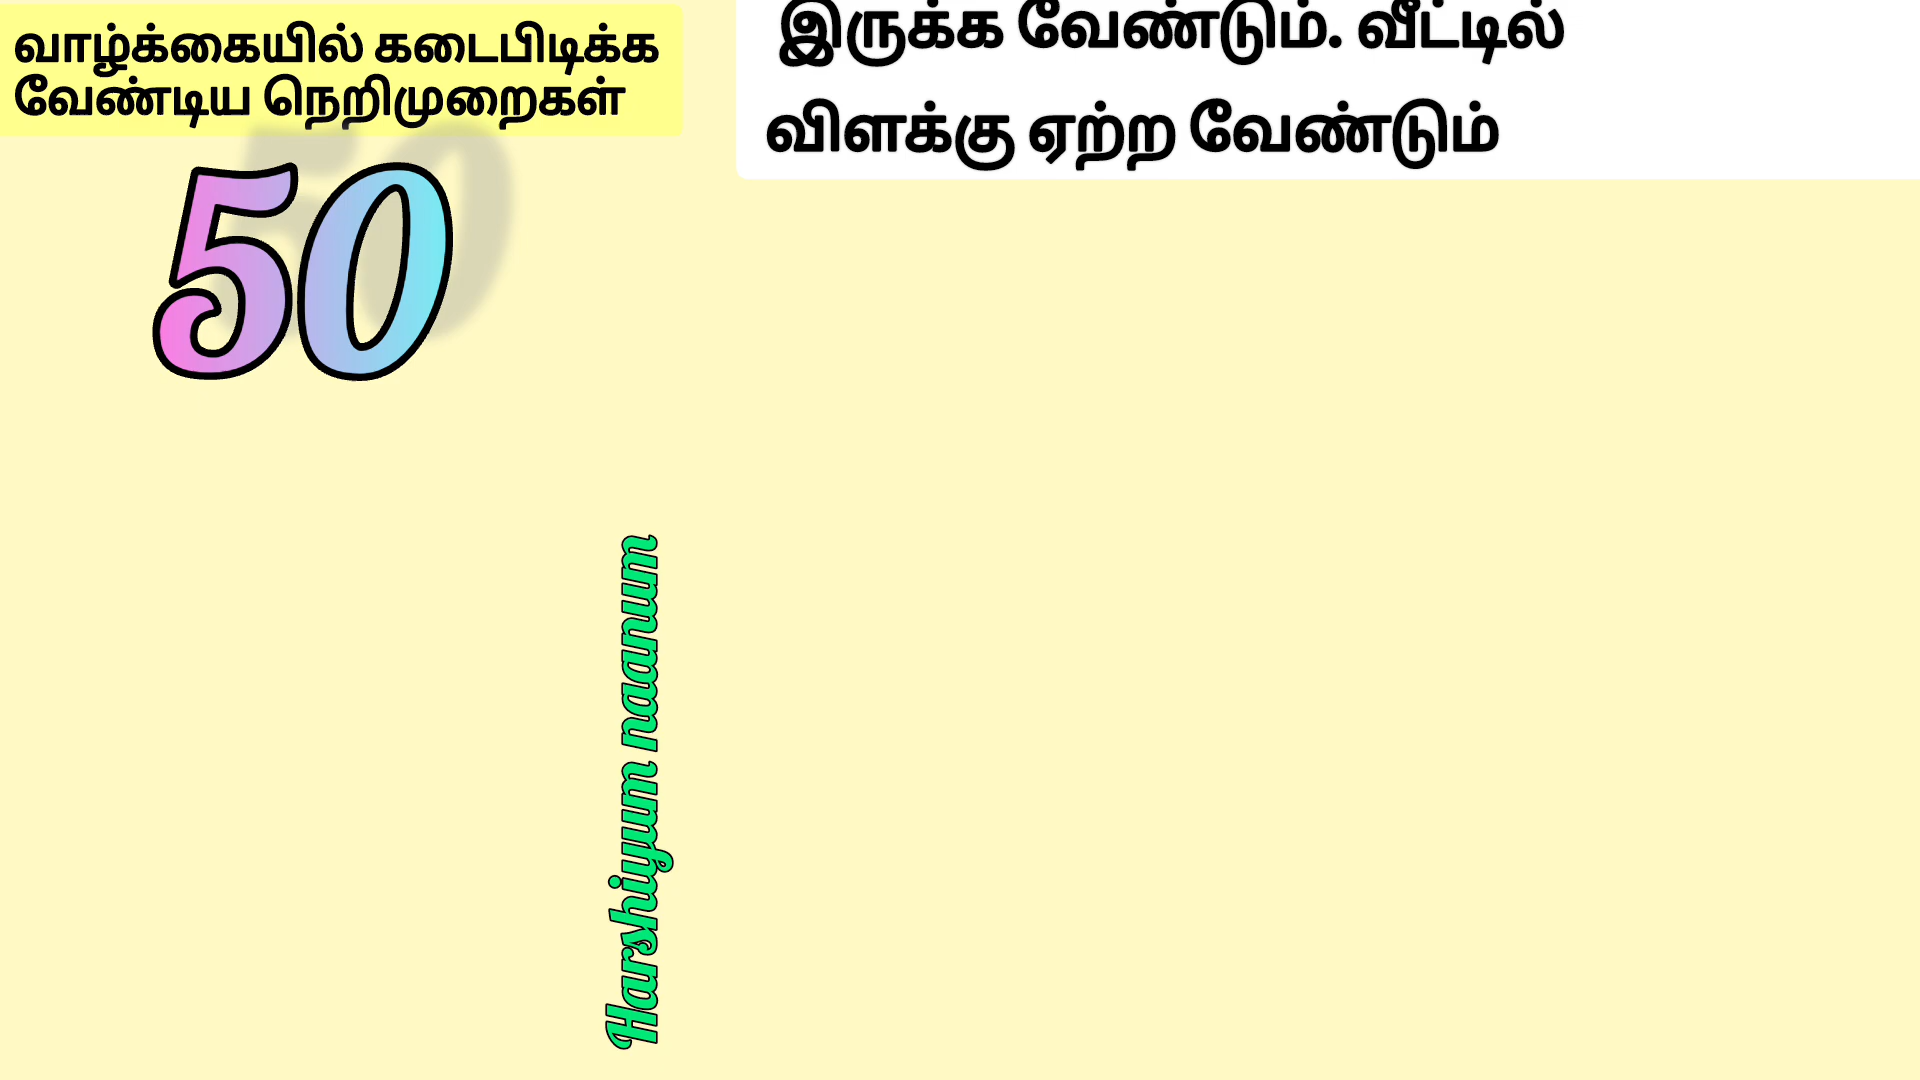 வாழ்க்கையில் கடைபிடிக்க
வேண்டிய நெறிமுறைகள்
50
இருக்க வேண்டும். வீட்டில்
விளக்கு ஏற்ற வேண்டும்
Harshiyum naanum